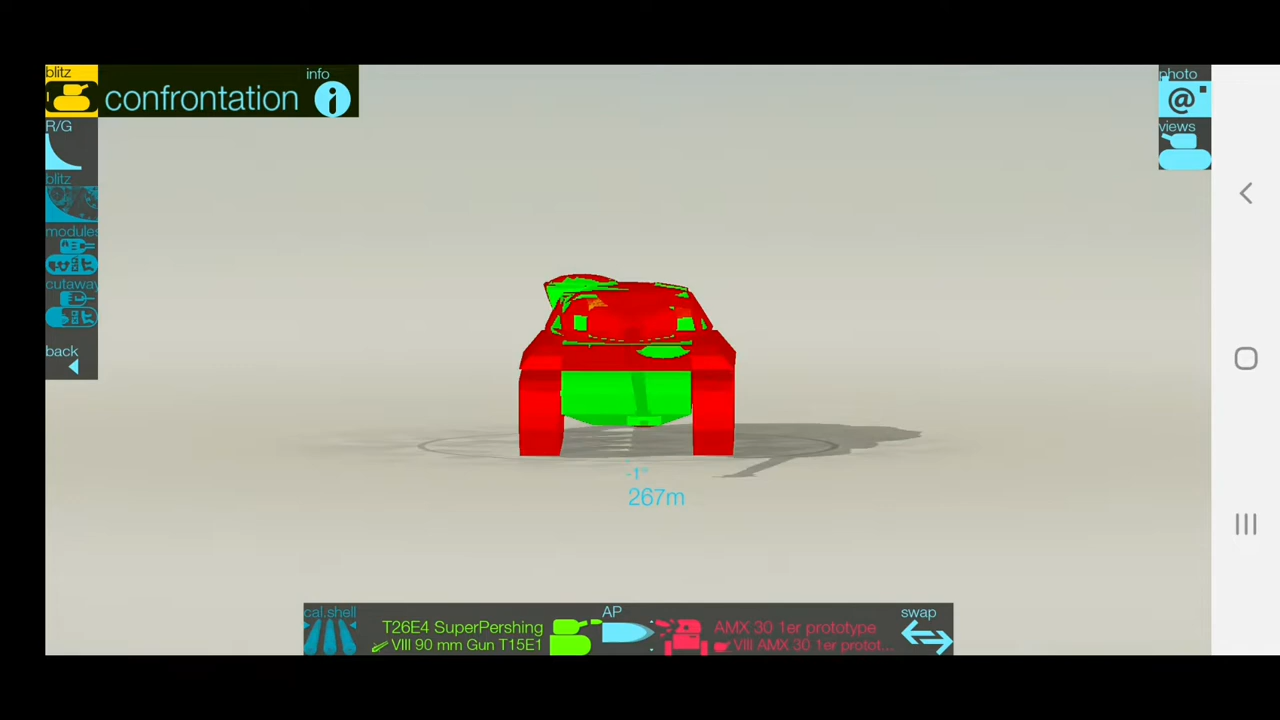 blitz
confrontation
info
i
R/G
blitz
modules
cutaway
back
photo
@
views
-1°
267m
cal.shell
T26E4 SuperPershing
VIII 90 mm Gun T15E1
AP
AMX 30 1er prototype
VIII AMX 30 1er protot...
swap